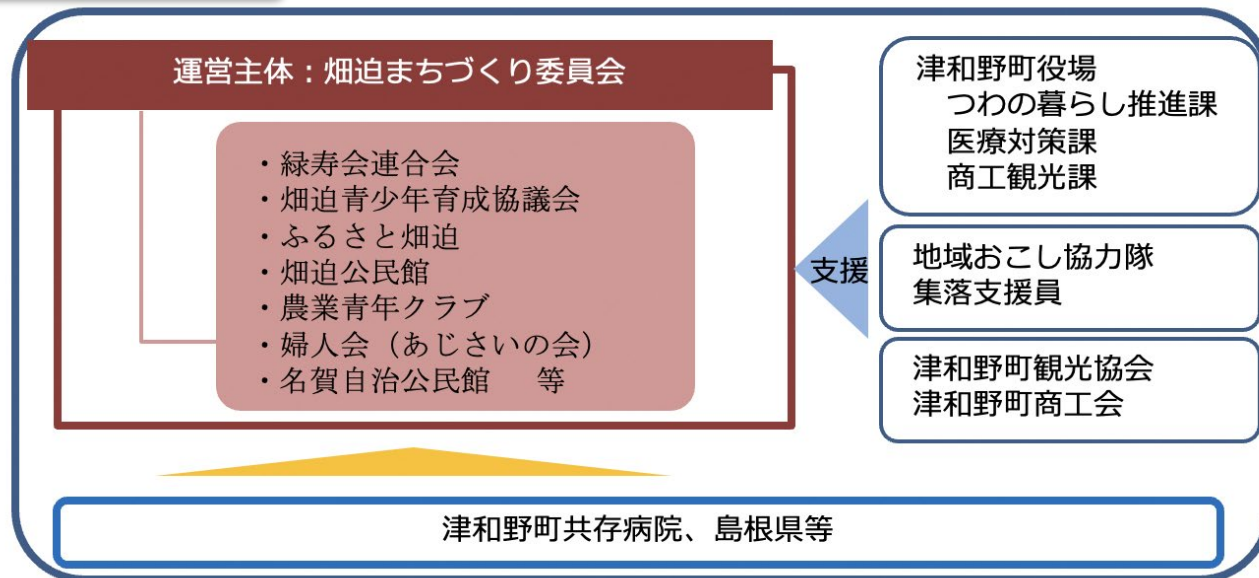 運営主体：畑迫まちづくり委員会
・緑寿会連合会
・畑迫青少年育成協議会
・ふるさと畑迫
・畑迫公民館
・農業青年クラブ
・婦人会（あじさいの会）
・名賀自治公民館　等
支援
津和野町役場
つわの暮らし推進課
医療対策課
商工観光課
地域おこし協力隊
集落支援員
津和野町観光協会
津和野町商工会
津和野町共存病院、島根県等